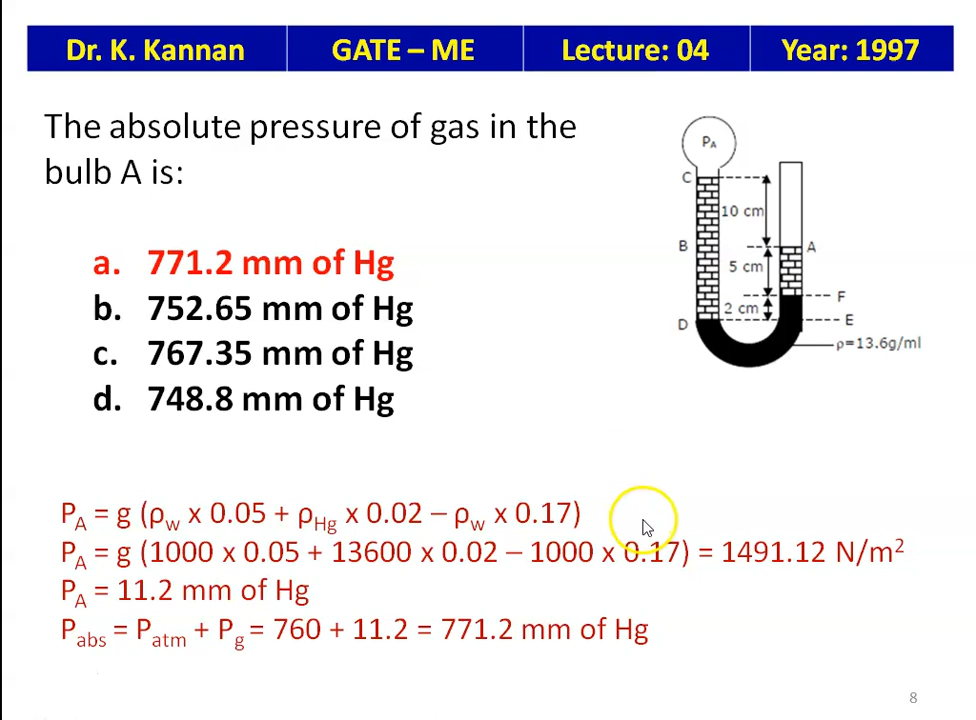 Dr. K. Kannan
GATE – ME
Lecture: 04
Year: 1997
The absolute pressure of gas in the
bulb A is:
a. 771.2 mm of Hg
b. 752.65 mm of Hg
c. 767.35 mm of Hg
d. 748.8 mm of Hg
PA
C
10 cm
B
A
5 cm
F
2 cm
D
E
ρ=13.6g/ml
PA = g (ρw x 0.05 + ρHg x 0.02 – ρw x 0.17)
PA = g (1000 x 0.05 + 13600 x 0.02 – 1000 x 0.17) = 1491.12 N/m²
PA = 11.2 mm of Hg
Pabs = Patm + Pg = 760 + 11.2 = 771.2 mm of Hg
8